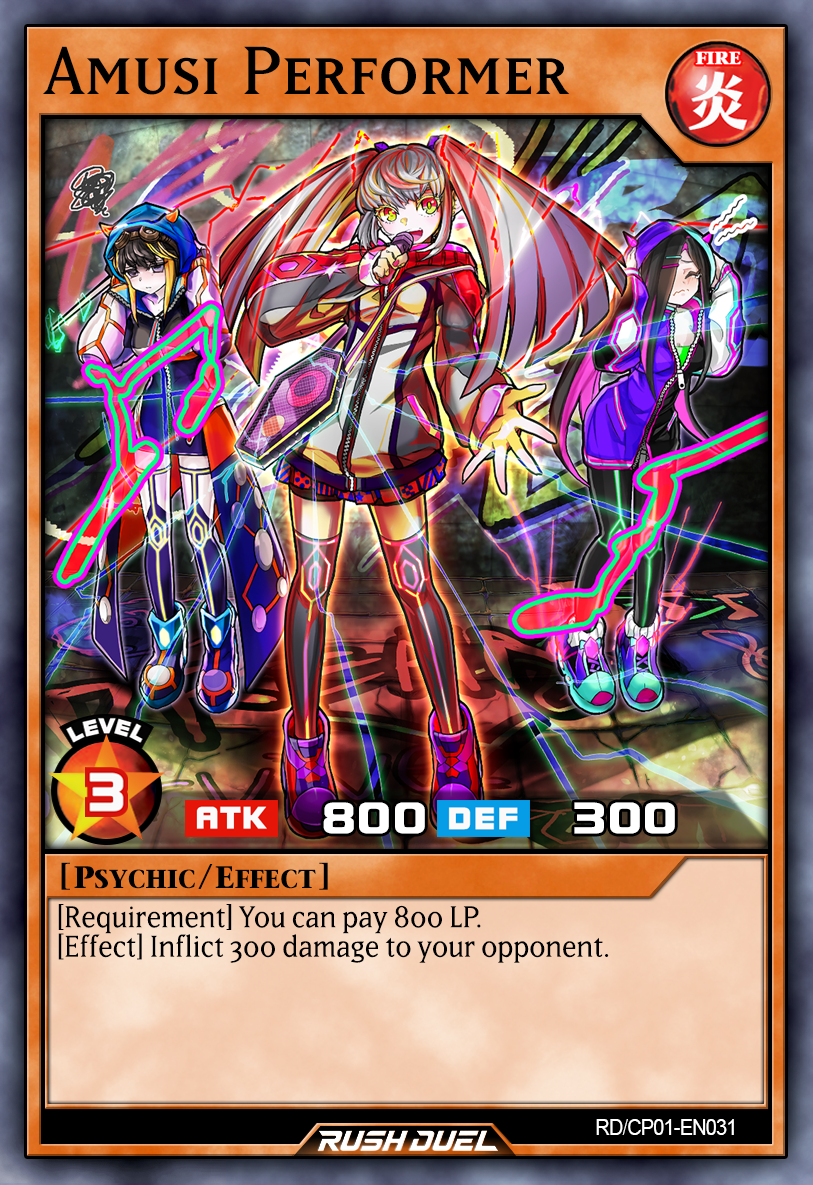 AMUSI PERFORMER
FIRE
炎
LEVEL
3
ATK 800 DEF 300
[PSYCHIC/EFFECT]
[Requirement] You can pay 800 LP.
[Effect] Inflict 300 damage to your opponent.
RD/CP01-EN031
RUSH DUEL